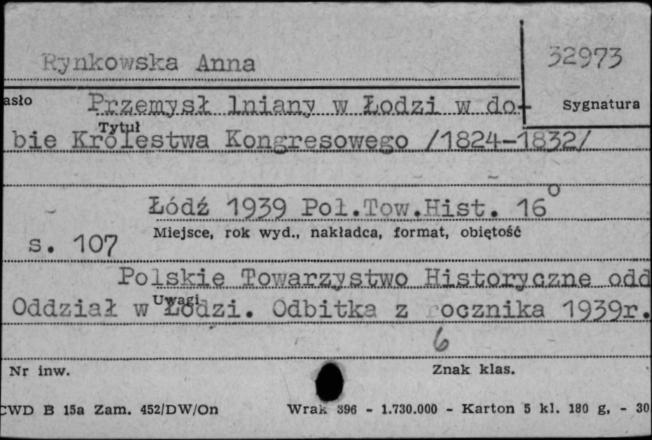 Rynkowska Anna 32973
asło Sygnatura
Przemysł lniany w Łodzi w do-
Tytuł
bie Królestwa Kongresowego /1824-1832/
Łódź 1939 Pol.Tow.Hist. 16°
Miejsce, rok wyd., nakładca, format, objętość
s. 107
Polskie Towarzystwo Historyczne odd
Uwagi
Oddział w Łodzi. Odbitka z rocznika 1939r.
6
Nr inw. Znak klas.
CWD B 15a Zam. 452/DW/On Wrak 396 - 1.730.000 - Karton 5 kl. 180 g, - 30